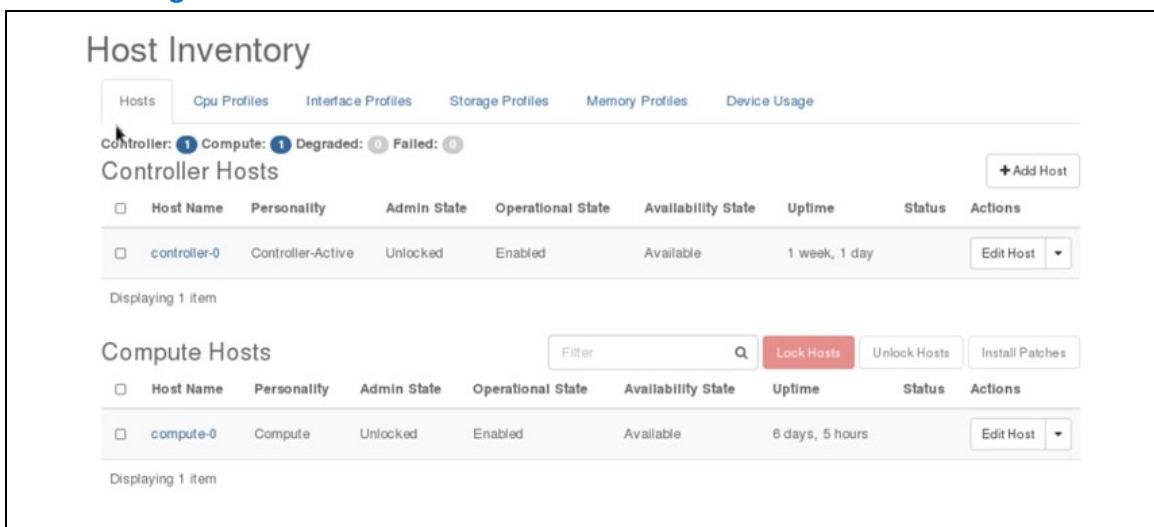 Host Inventory
Hosts Cpu Profiles Interface Profiles Storage Profiles Memory Profiles Device Usage
Controller: 1 Compute: 1 Degraded: 0 Failed: 0
Controller Hosts + Add Host
Host Name Personality Admin State Operational State Availability State Uptime Status Actions
controller-0 Controller-Active Unlocked Enabled Available 1 week, 1 day Edit Host
Displaying 1 item
Compute Hosts Filter Lock Hosts Unlock Hosts Install Patches
Host Name Personality Admin State Operational State Availability State Uptime Status Actions
compute-0 Compute Unlocked Enabled Available 6 days, 5 hours Edit Host
Displaying 1 item